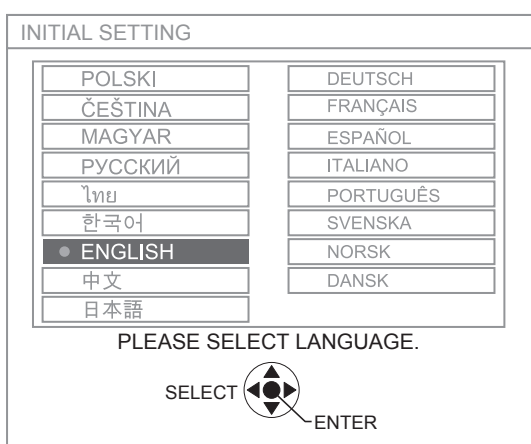 INITIAL SETTING
POLSKI
ČEŠTINA
MAGYAR
РУССКИЙ
ไทย
한국어
ENGLISH
中文
日本語
DEUTSCH
FRANÇAIS
ESPAÑOL
ITALIANO
PORTUGUÊS
SVENSKA
NORSK
DANSK
PLEASE SELECT LANGUAGE.
SELECT
ENTER